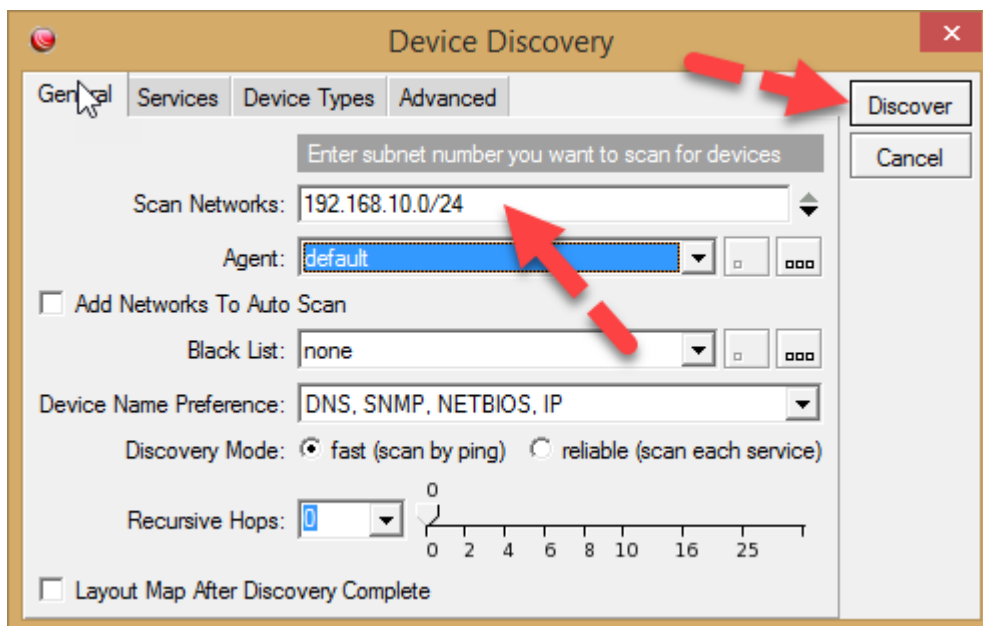 Device Discovery
General Services Device Types Advanced
Discover
Enter subnet number you want to scan for devices
Cancel
Scan Networks: 192.168.10.0/24
Agent: default
Add Networks To Auto Scan
Black List: none
Device Name Preference: DNS, SNMP, NETBIOS, IP
Discovery Mode: fast (scan by ping) reliable (scan each service)
0
Recursive Hops: 0
0 2 4 6 8 10 16 25
Layout Map After Discovery Complete